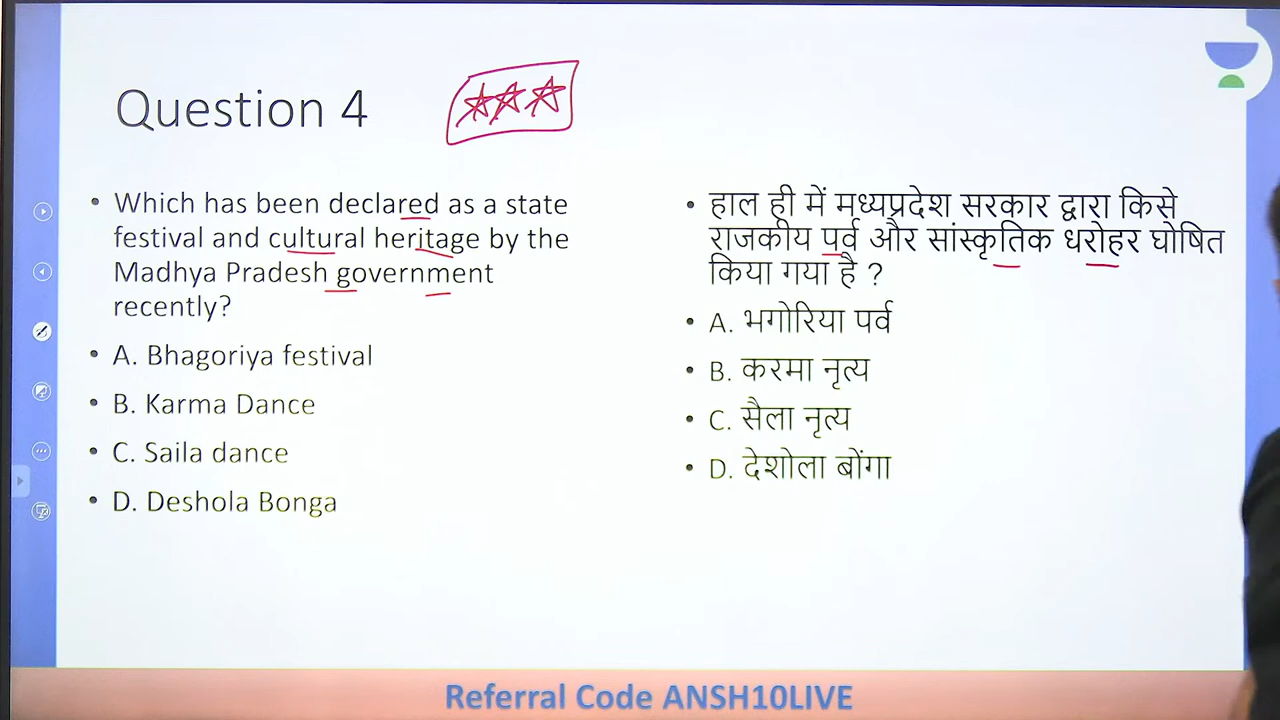 Question 4
• Which has been declared as a state
festival and cultural heritage by the
Madhya Pradesh government
recently?
• A. Bhagoriya festival
• B. Karma Dance
• C. Saila dance
• D. Deshola Bonga
• हाल ही में मध्यप्रदेश सरकार द्वारा किसे
राजकीय पर्व और सांस्कृतिक धरोहर घोषित
किया गया है ?
• A. भगोरिया पर्व
• B. करमा नृत्य
• C. सैला नृत्य
• D. देशोला बोंगा
Referral Code ANSH10LIVE